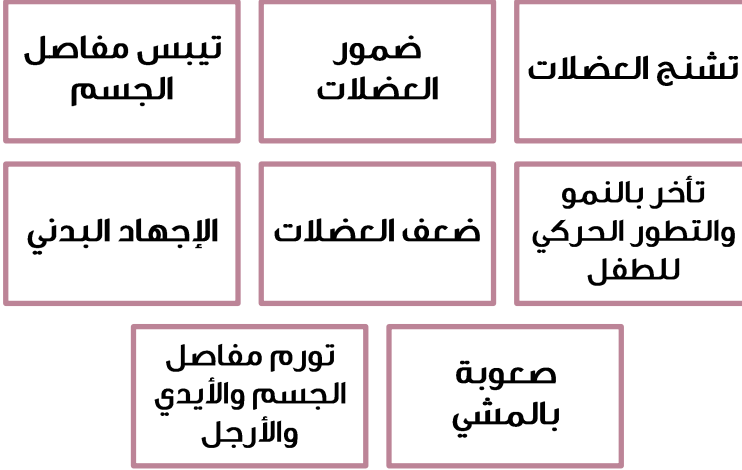 تشنج العضلات
ضمور
العضلات
تيبس مفاصل
الجسم
تأخر بالنمو
والتطور الحركي
للطفل
ضعف العضلات
الإجهاد البدني
صعوبة
بالمشي
تورم مفاصل
الجسم والأيدي
والأرجل